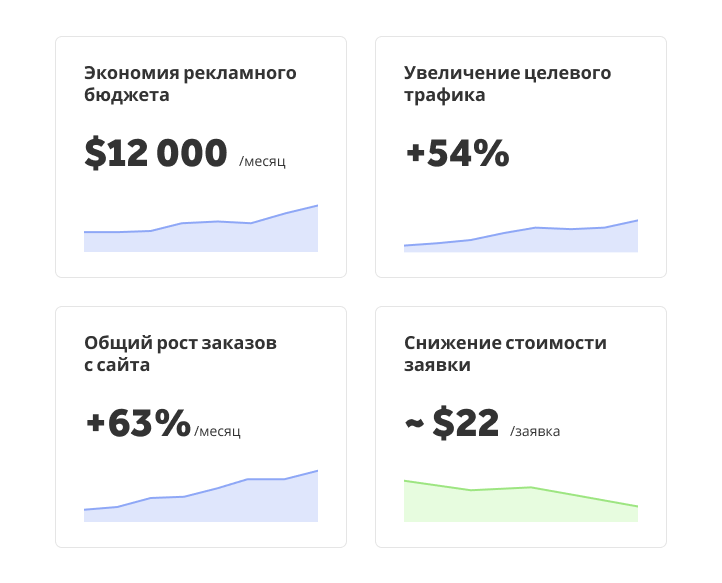 Экономия рекламного
бюджета
$12 000 /месяц
Увеличение целевого
трафика
+54%
Общий рост заказов
с сайта
+63% /месяц
Снижение стоимости
заявки
~ $22 /заявка